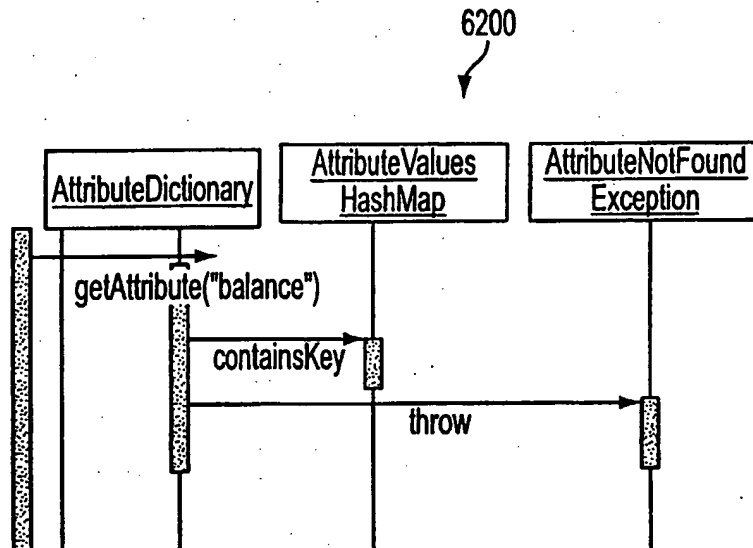 6200
AttributeDictionary
AttributeValues
HashMap
AttributeNotFound
Exception
getAttribute("balance")
containsKey
throw